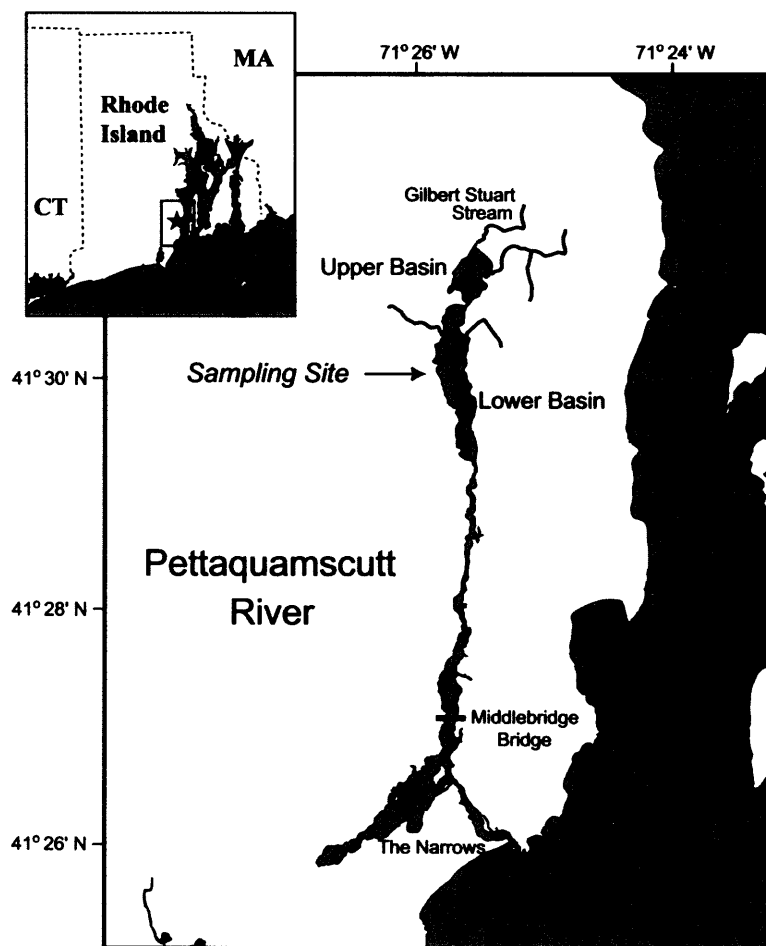 71° 26' W
71° 24' W
MA
Rhode
Island
CT
Gilbert Stuart
Stream
Upper Basin
41° 30' N
Sampling Site
Lower Basin
Pettaquamscutt
River
41° 28' N
Middlebridge
Bridge
41° 26' N
The Narrows